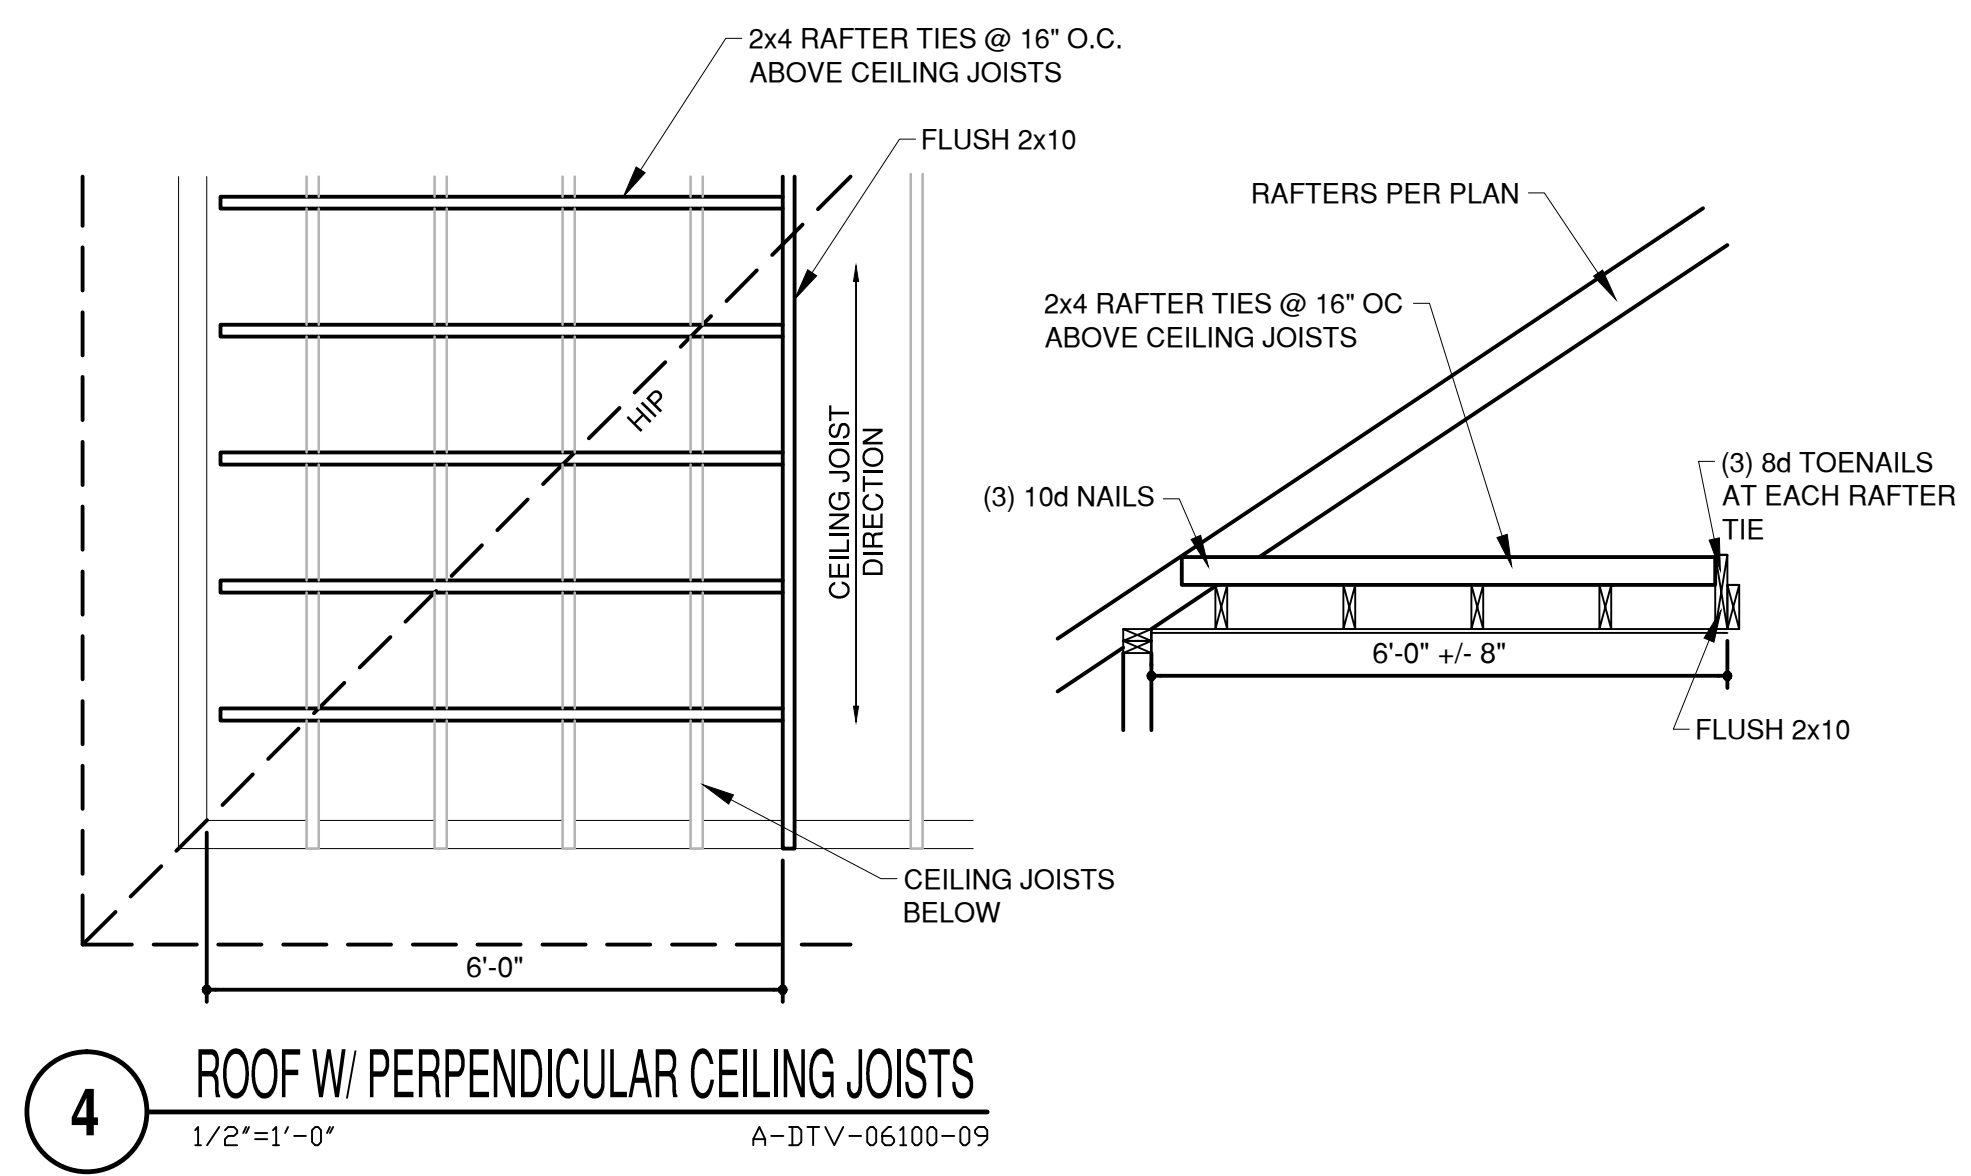 2x4 RAFTER TIES @ 16" O.C.
ABOVE CEILING JOISTS
FLUSH 2x10
HIP
CEILING JOIST
DIRECTION
CEILING JOISTS
BELOW
6'-0"
RAFTERS PER PLAN
2x4 RAFTER TIES @ 16" OC
ABOVE CEILING JOISTS
(3) 10d NAILS
(3) 8d TOENAILS
AT EACH RAFTER
TIE
6'-0" +/- 8"
FLUSH 2x10
4
ROOF W/ PERPENDICULAR CEILING JOISTS
1/2"=1'-0"
A-DTV-06100-09